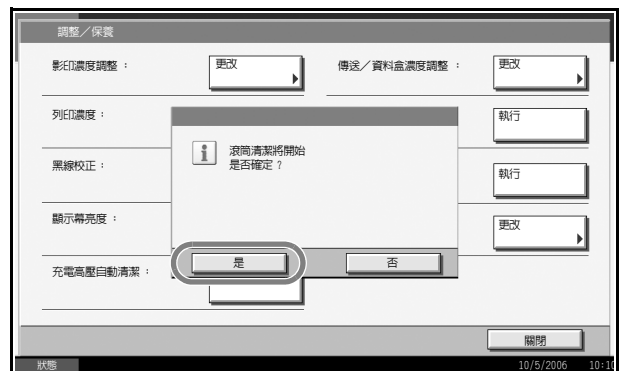 調整／保養
影印濃度調整 : 更改 傳送／資料盒濃度調整 : 更改
列印濃度 : 執行
滾筒清潔將開始
是否確定 ?
黑線校正 : 執行
顯示幕亮度 : 更改
是 否
充電高壓自動清潔 :
關閉
狀態 10/5/2006 10:10